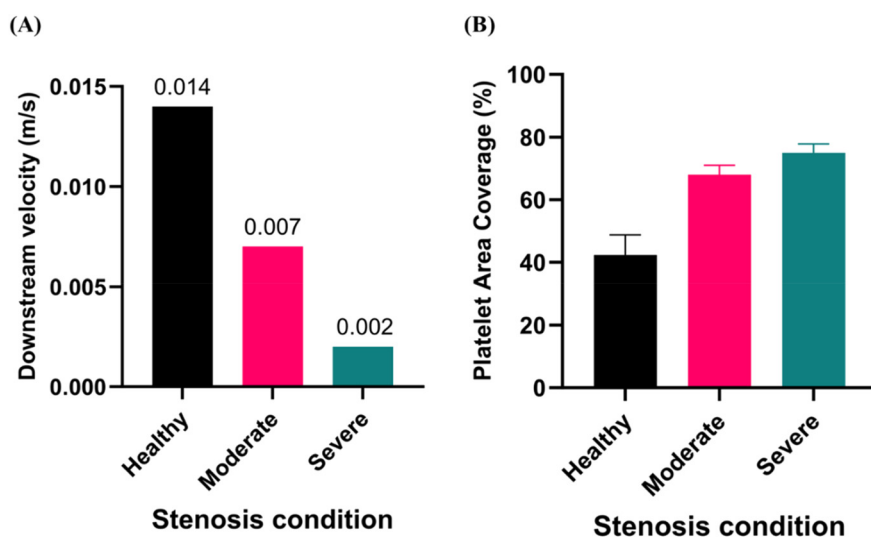 (A)
Downstream velocity (m/s)
0.015
0.010
0.005
0.000
0.014
0.007
0.002
Healthy
Moderate
Severe
Stenosis condition
(B)
Platelet Area Coverage (%)
100
80
60
40
20
0
Healthy
Moderate
Severe
Stenosis condition